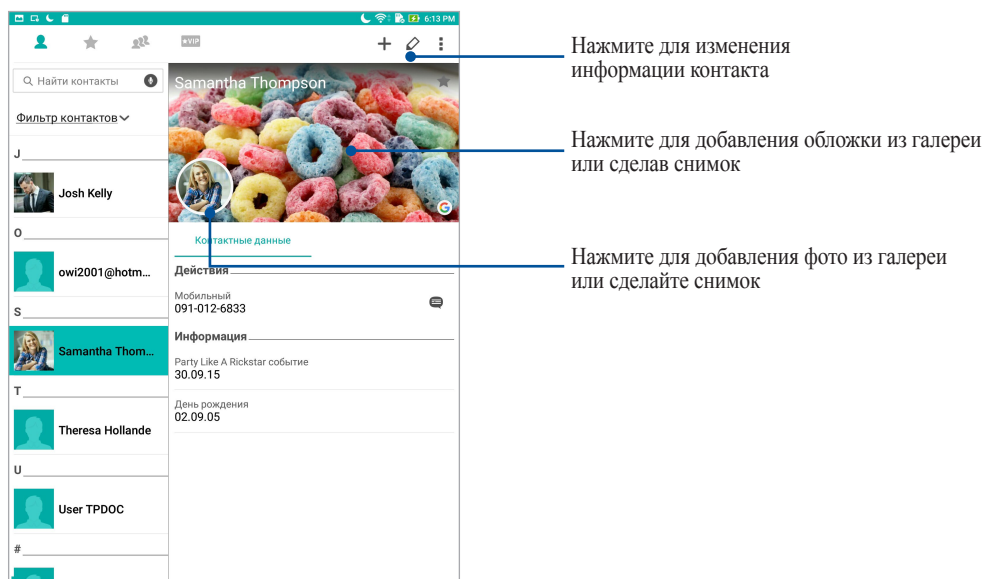 6:13 PM
★VIP
Найти контакты
Фильтр контактов
J
Josh Kelly
O
owi2001@hotm...
S
Samantha Thom...
T
Theresa Hollande
U
User TPDOC
#
Samantha Thompson
G
Контактные данные
Действия
Мобильный
091-012-6833
Информация
Party Like A Rickstar событие
30.09.15
День рождения
02.09.05
Нажмите для изменения
информации контакта
Нажмите для добавления обложки из галереи
или сделав снимок
Нажмите для добавления фото из галереи
или сделайте снимок